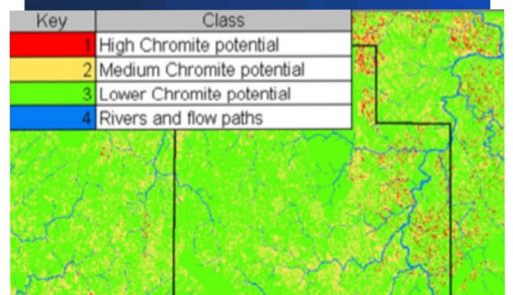 Key Class
1 High Chromite potential
2 Medium Chromite potential
3 Lower Chromite potential
4 Rivers and flow paths